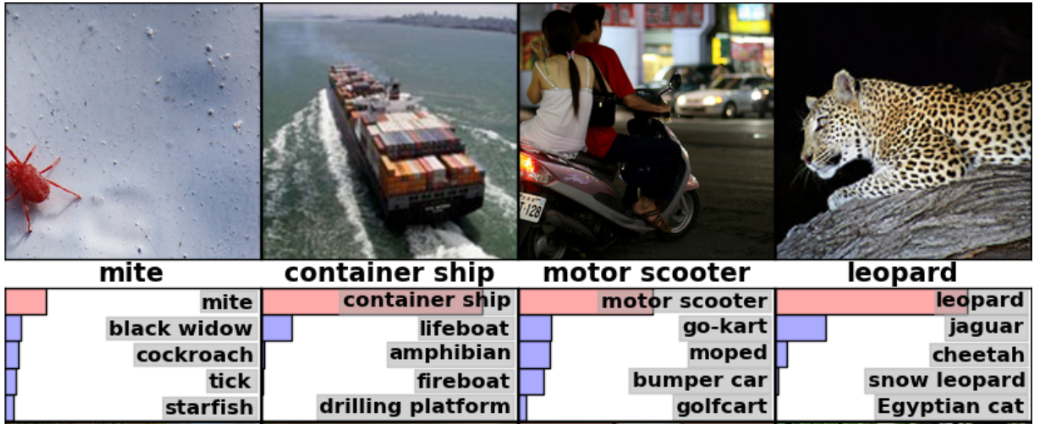 T-128
mite
container ship
motor scooter
leopard
mite
black widow
cockroach
tick
starfish
container ship
lifeboat
amphibian
fireboat
drilling platform
motor scooter
go-kart
moped
bumper car
golfcart
leopard
jaguar
cheetah
snow leopard
Egyptian cat